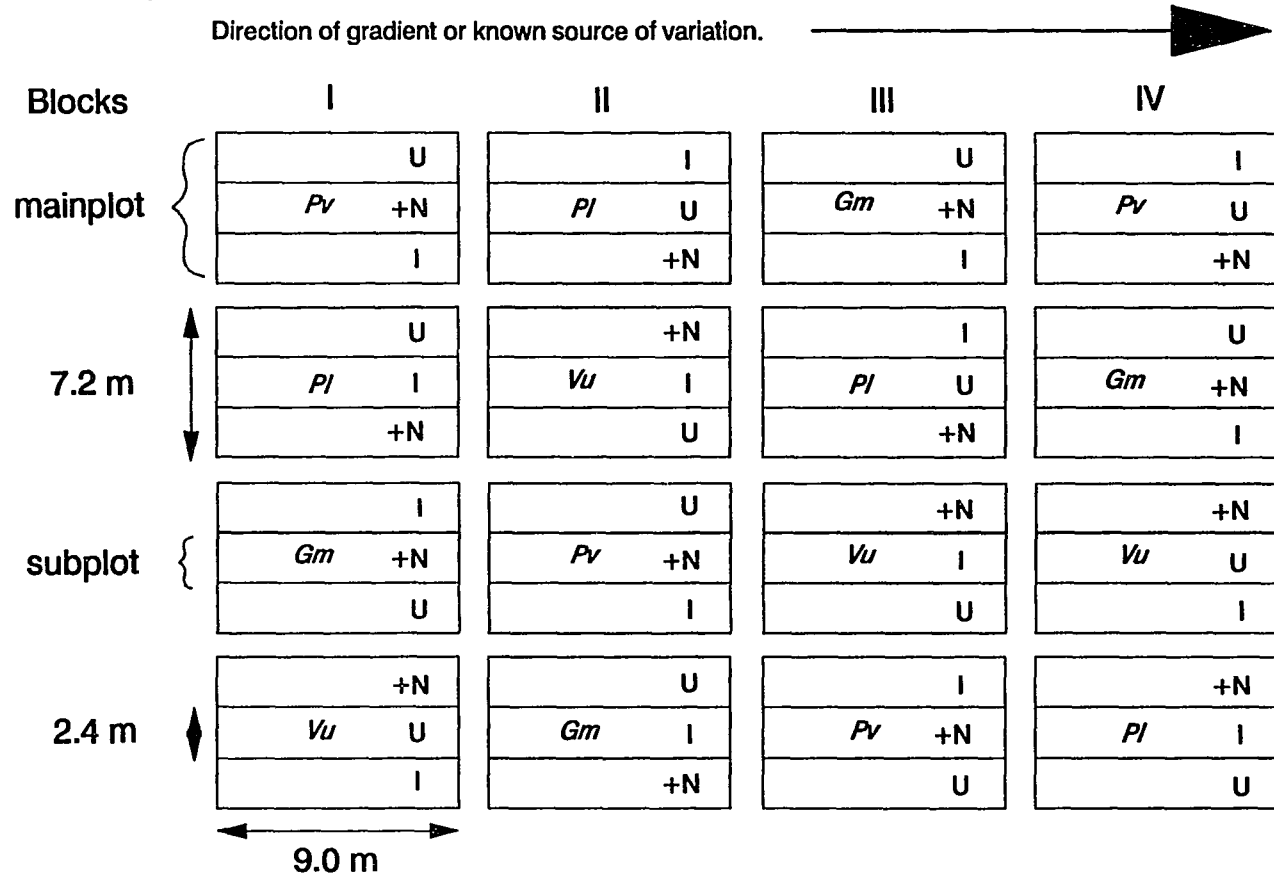 Direction of gradient or known source of variation.
Blocks I II III IV
U I U I
mainplot Pv +N Pl U Gm +N Pv U
I +N I +N
U +N I U
7.2 m Pl I Vu I Pl U Gm +N
+N U +N I
I U +N +N
subplot Gm +N Pv +N Vu I Vu U
U I U I
+N U I +N
2.4 m Vu U Gm I Pv +N Pl I
I +N U U
9.0 m